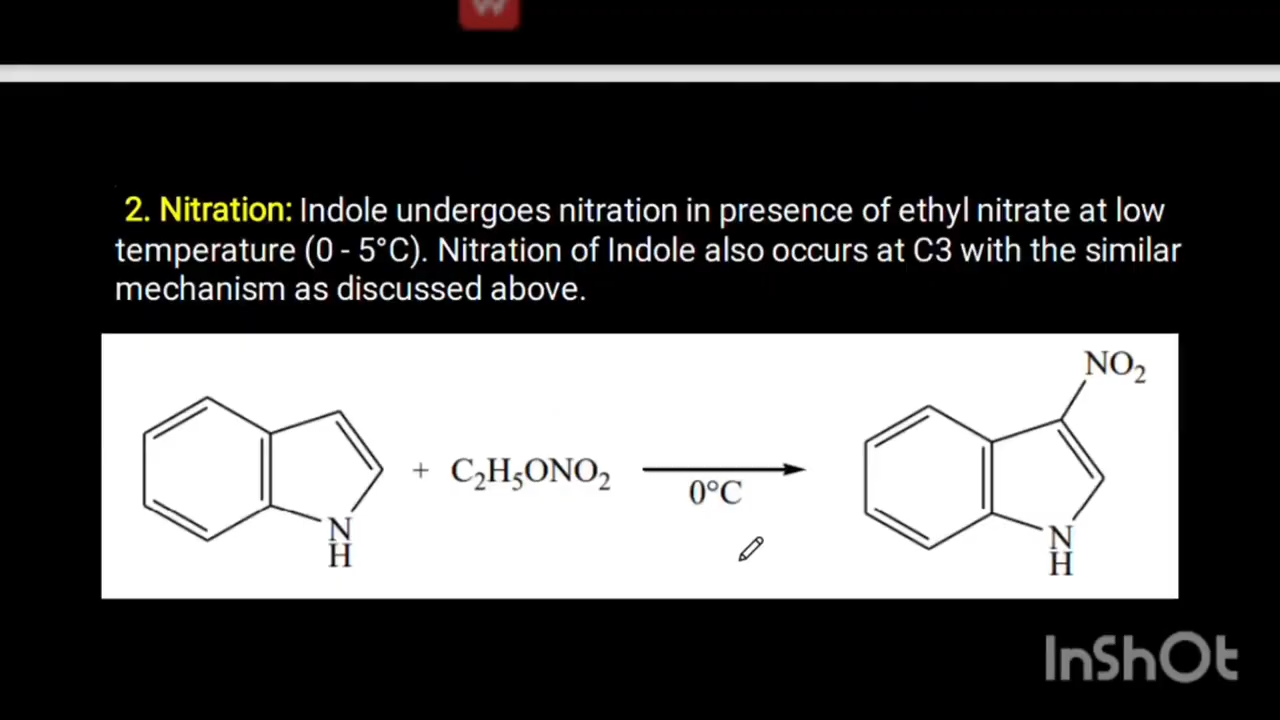 2. Nitration: Indole undergoes nitration in presence of ethyl nitrate at low
temperature (0 - 5°C). Nitration of Indole also occurs at C3 with the similar
mechanism as discussed above.
NO₂
+ C₂H₅ONO₂
0°C
N
H
N
H
InShOt